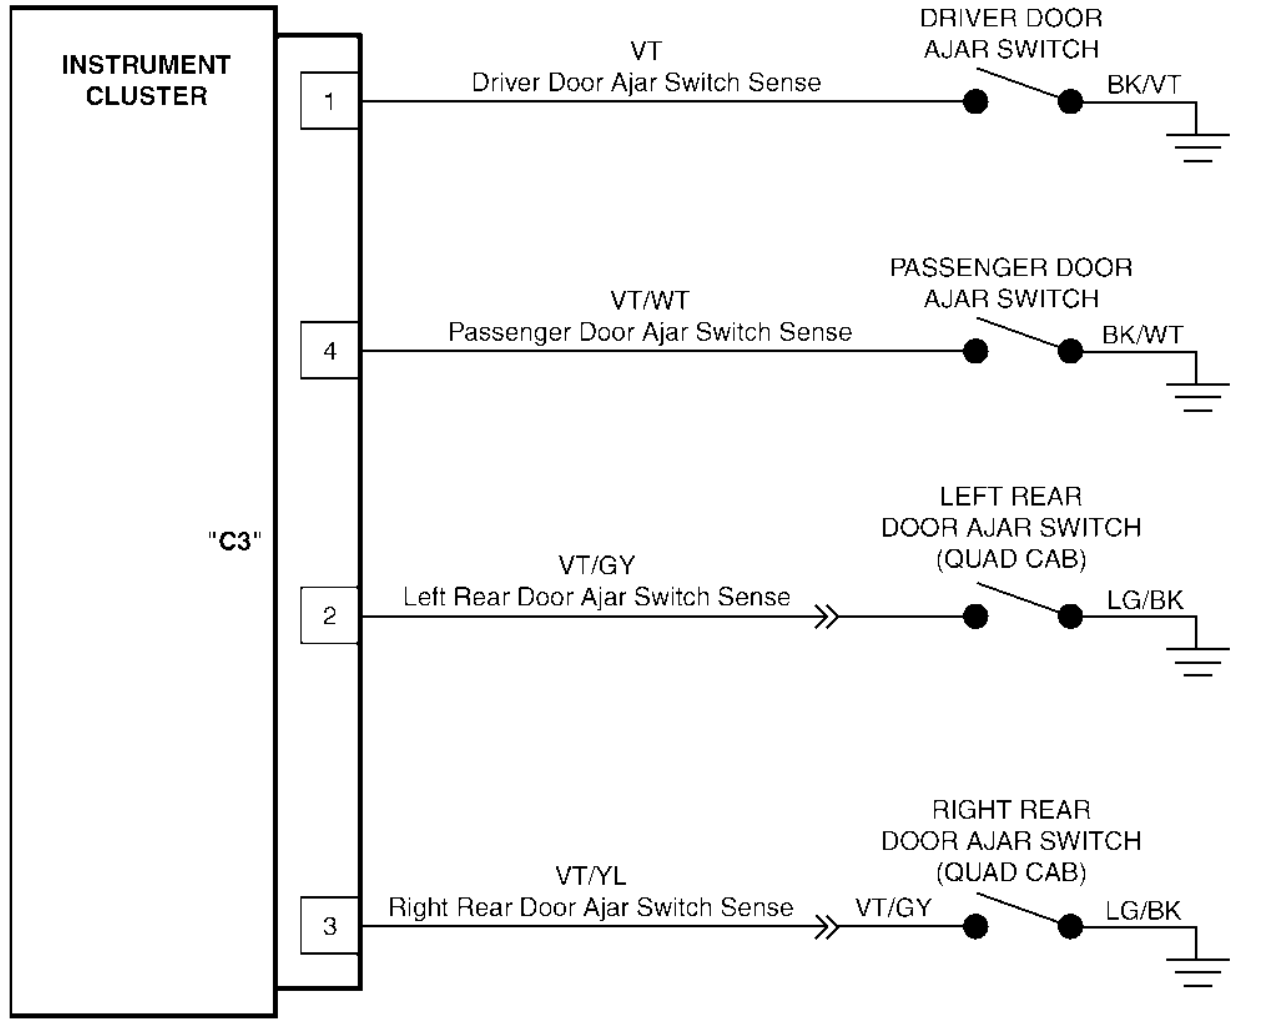 INSTRUMENT
CLUSTER
"C3"
1
VT
Driver Door Ajar Switch Sense
DRIVER DOOR
AJAR SWITCH
BK/VT
4
VT/WT
Passenger Door Ajar Switch Sense
PASSENGER DOOR
AJAR SWITCH
BK/WT
2
VT/GY
Left Rear Door Ajar Switch Sense
LEFT REAR
DOOR AJAR SWITCH
(QUAD CAB)
LG/BK
3
VT/YL
Right Rear Door Ajar Switch Sense
VT/GY
RIGHT REAR
DOOR AJAR SWITCH
(QUAD CAB)
LG/BK